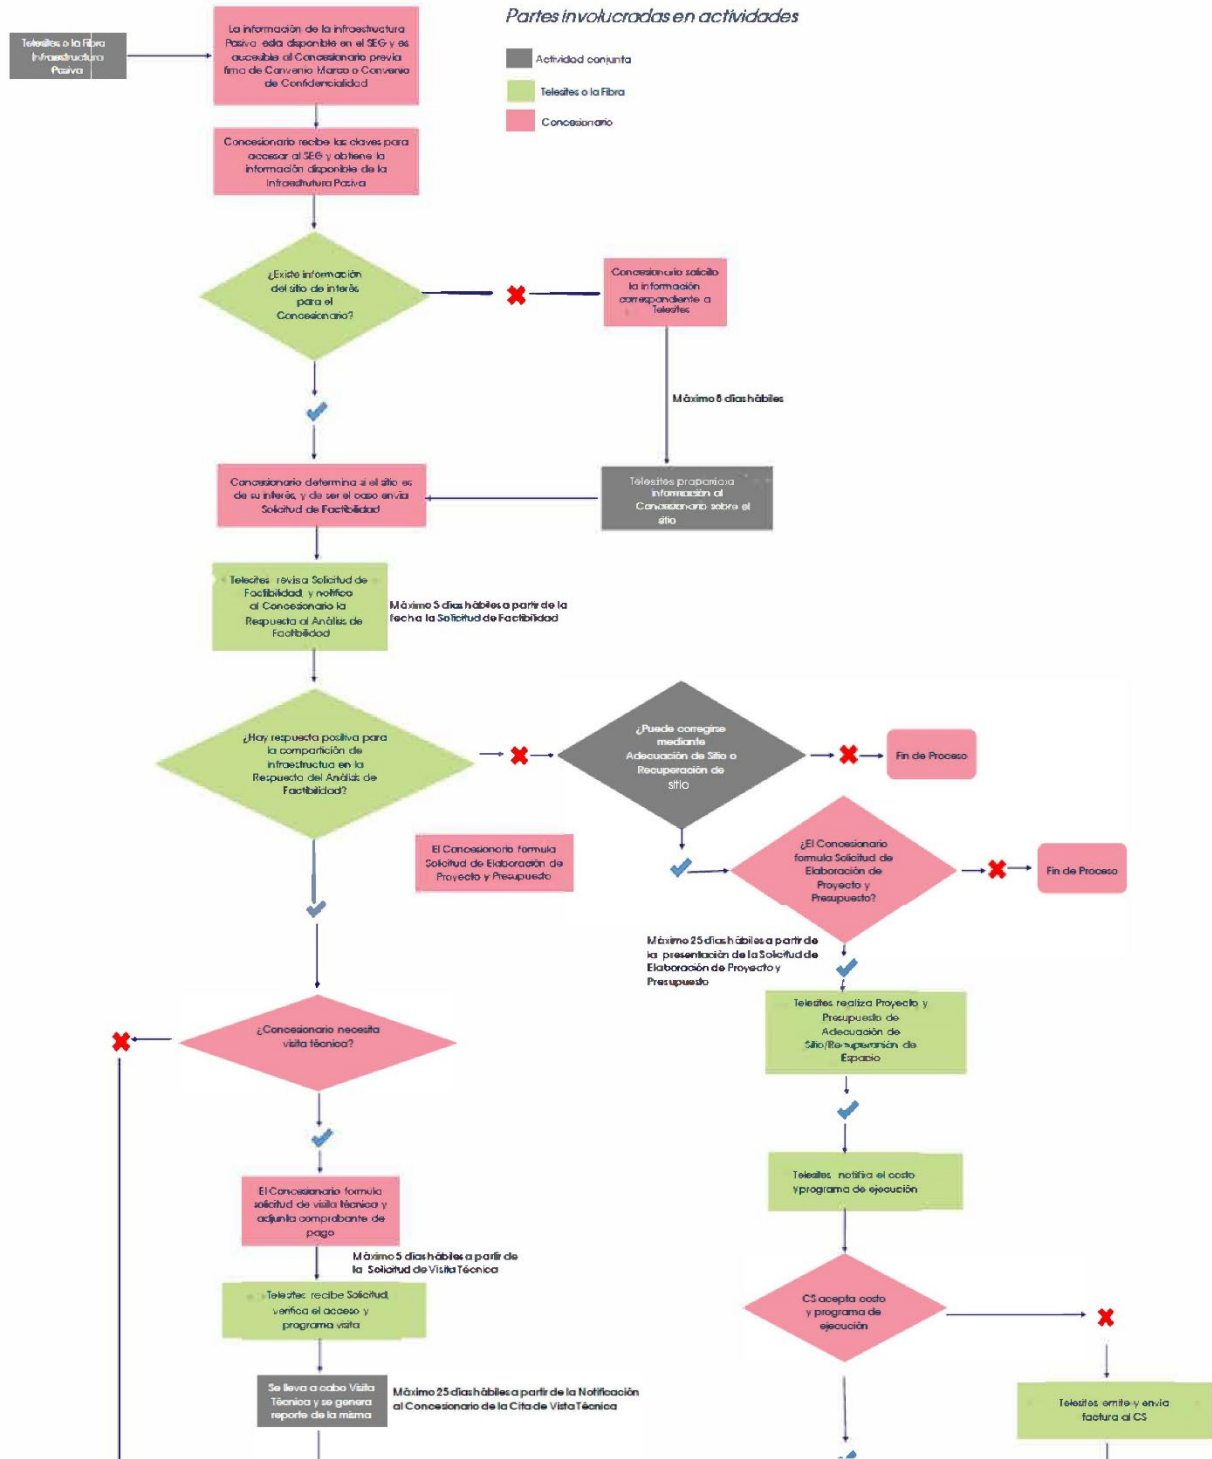 Partes involucradas en actividades
Actividad conjunta
Telesites o la Fibra
Concesionario
Telesites o la Fibra
Infraestructura
Pasiva
La información de la infraestructura
Pasiva esta disponible en el SEG y es
accesible al Concesionario previa
firma de Convenio Marco o Convenio
de Confidencialidad
Concesionario recibe las claves para
accesar al SEG y obtiene la
información disponible de la
Infraestrutura Pasiva
¿Existe información
del sitio de interés
para el
Concesionario?
Concesionario solicita
la información
correspondiente a
Telesites
Máximo 8 días hábiles
Concesionario determina si el sitio es
de su interés, y de ser el caso envía
Solicitud de Factibilidad
Telesites proporciona
información al
Concesionario sobre el
sitio
Telesites revisa Solicitud de
Factibilidad, y notifica
al Concesionario la
Respuesta al Análisis de
Factibilidad
Máximo 5 días hábiles a partir de la
fecha la Solicitud de Factibilidad
¿Hay respuesta positiva para
la compartición de
infraestructua en la
Respuesta del Análisis de
Factibilidad?
¿Puede corregirse
mediante
Adecuación de Sitio o
Recuperación de
sitio
Fin de Proceso
El Concesionario formula
Solicitud de Elaboración de
Proyecto y Presupuesto
¿El Concesionario
formula Solicitud de
Elaboración de
Proyecto y
Presupuesto?
Fin de Proceso
Máximo 25 días hábiles a partir de
la presentación de la Solicitud de
Elaboración de Proyecto y
Presupuesto
Telesites realiza Proyecto y
Presupuesto de
Adecuación de
Sitio/Recuperación de
Espacio
¿Concesionario necesita
visita técnica?
Telesites notifica el costo
y programa de ejecución
El Concesionario formula
solicitud de visita técnica y
adjunta comprobante de
pago
Máximo 5 días hábiles a partir de
la Solicitud de Visita Técnica
Telesites recibe Solicitud,
verifica el acceso y
programa visita
CS acepta costo
y programa de
ejecución
Se lleva a cabo Visita
Técnica y se genera
reporte de la misma
Máximo 25 días hábiles a partir de la Notificación
al Concesionario de la Cita de Vista Técnica
Telesites emite y envía
factura al CS